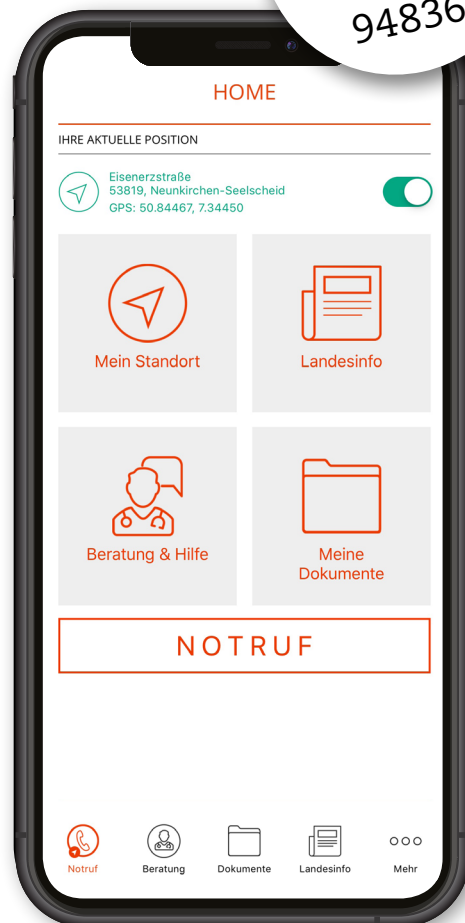 94836
HOME
IHRE AKTUELLE POSITION
Eisenerzstraße
53819, Neunkirchen-Seelscheid
GPS: 50.84467, 7.34450
Mein Standort
Landesinfo
Beratung & Hilfe
Meine
Dokumente
NOTRUF
Notruf
Beratung
Dokumente
Landesinfo
Mehr